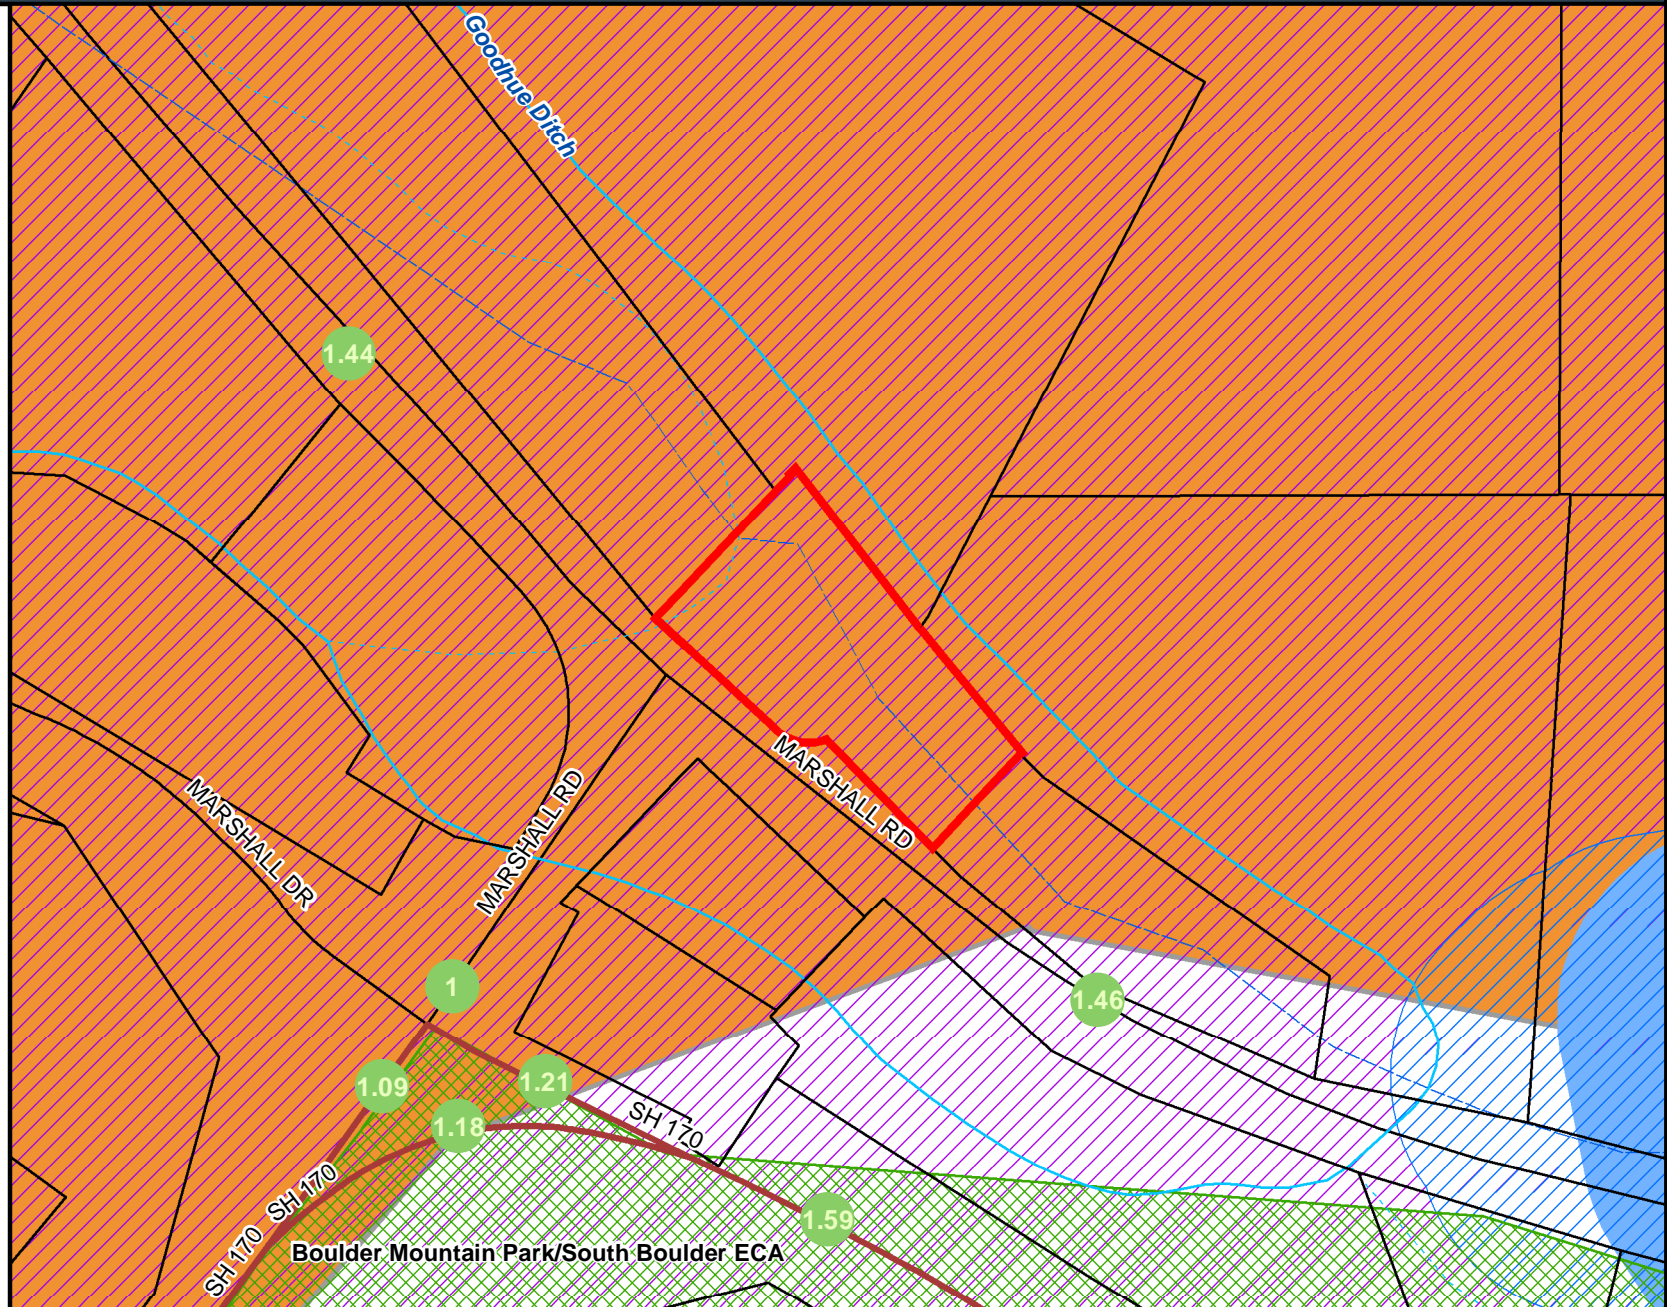 Goodhue Ditch
1.44
MARSHALL RD
MARSHALL RD
MARSHALL DR
1
1.46
1.09
1.21
1.18
SH 170
SH 170
1.59
SH 170
Boulder Mountain Park/South Boulder ECA